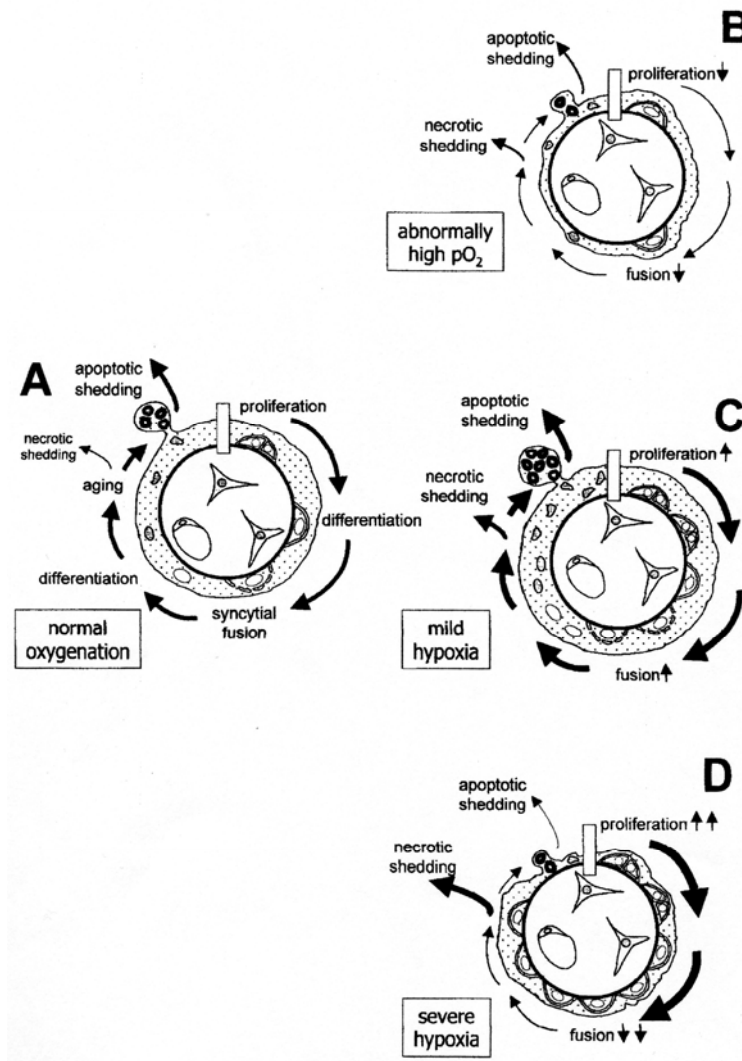 B
apoptotic
shedding
proliferation ↓
necrotic
shedding
abnormally
high pO₂
fusion ↓
A
apoptotic
shedding
proliferation
necrotic
shedding
aging
differentiation
differentiation
syncytial
fusion
normal
oxygenation
C
apoptotic
shedding
proliferation ↑
necrotic
shedding
mild
hypoxia
fusion ↑
D
apoptotic
shedding
proliferation ↑ ↑
necrotic
shedding
severe
hypoxia
fusion ↓ ↓